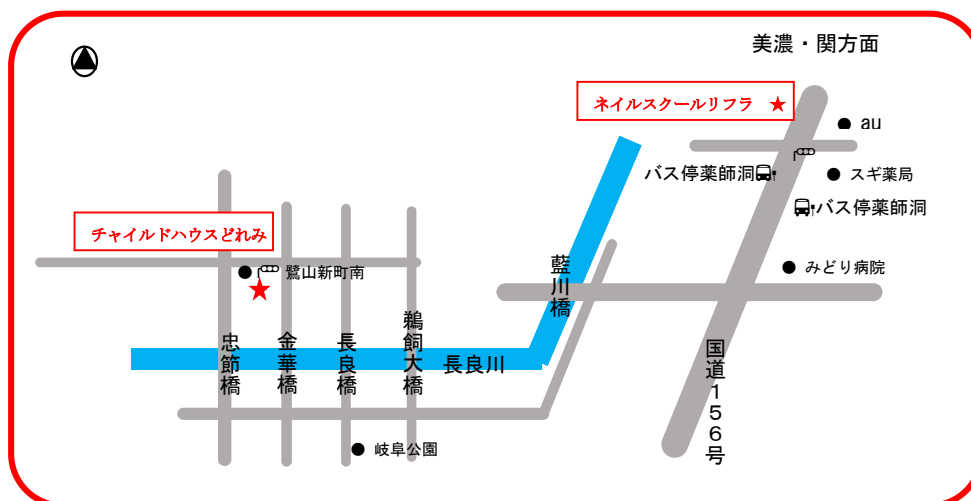 美濃・関方面
ネイルスクールリフラ ★
au
バス停薬師洞
スギ薬局
バス停薬師洞
チャイルドハウスどれみ
鷺山新町南
みどり病院
藍川橋
忠節橋
金華橋
長良橋
鵜飼大橋
長良川
国道156号
岐阜公園